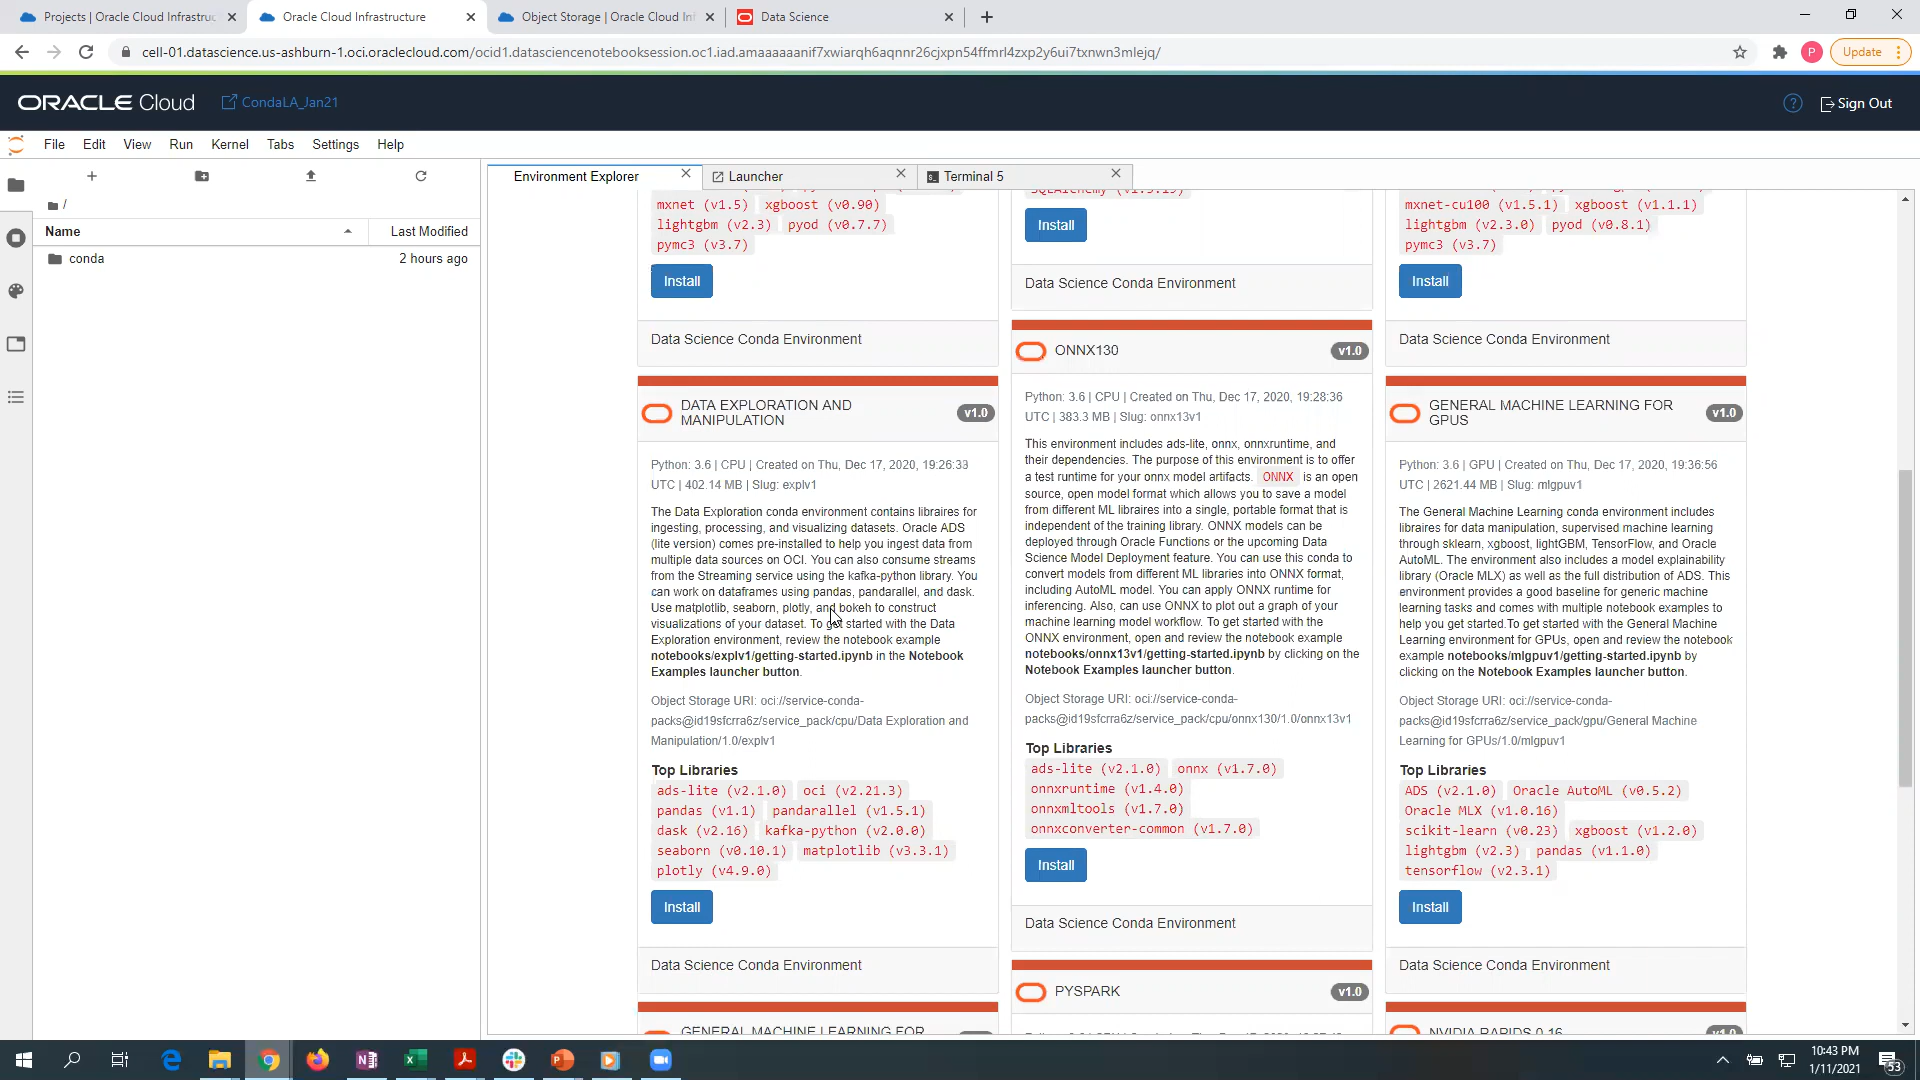 Projects | Oracle Cloud Infrastruc
Oracle Cloud Infrastructure
Object Storage | Oracle Cloud In
Data Science
cell-01.datascience.us-ashburn-1.oci.oraclecloud.com/ocid1.datasciencenotebooksession.oc1.iad.amaaaaaanif7xwiarqh6aqnnr26cjxpn54ffmrl4zxp2y6ui7txnwn3mlejq/
P
Update
ORACLE Cloud
CondaLA_Jan21
Sign Out
File Edit View Run Kernel Tabs Settings Help
/
Name
Last Modified
conda
2 hours ago
Environment Explorer
Launcher
Terminal 5
mxnet (v1.5) xgboost (v0.90)
lightgbm (v2.3) pyod (v0.7.7)
pymc3 (v3.7)
Install
Data Science Conda Environment
DATA EXPLORATION AND
MANIPULATION
v1.0
Python: 3.6 | CPU | Created on Thu, Dec 17, 2020, 19:26:33
UTC | 402.14 MB | Slug: explv1
The Data Exploration conda environment contains libraires for
ingesting, processing, and visualizing datasets. Oracle ADS
(lite version) comes pre-installed to help you ingest data from
multiple data sources on OCI. You can also consume streams
from the Streaming service using the kafka-python library. You
can work on dataframes using pandas, pandarallel, and dask.
Use matplotlib, seaborn, plotly, and bokeh to construct
visualizations of your dataset. To get started with the Data
Exploration environment, review the notebook example
notebooks/explv1/getting-started.ipynb in the Notebook
Examples launcher button.
Object Storage URI: oci://service-conda-
packs@id19sfcrra6z/service_pack/cpu/Data Exploration and
Manipulation/1.0/explv1
Top Libraries
ads-lite (v2.1.0) oci (v2.21.3)
pandas (v1.1) pandarallel (v1.5.1)
dask (v2.16) kafka-python (v2.0.0)
seaborn (v0.10.1) matplotlib (v3.3.1)
plotly (v4.9.0)
Install
Data Science Conda Environment
GENERAL MACHINE LEARNING FOR
SQLAlchemy (v1.3.19)
Install
Data Science Conda Environment
ONNX130
v1.0
Python: 3.6 | CPU | Created on Thu, Dec 17, 2020, 19:28:36
UTC | 383.3 MB | Slug: onnx13v1
This environment includes ads-lite, onnx, onnxruntime, and
their dependencies. The purpose of this environment is to offer
a test runtime for your onnx model artifacts. ONNX is an open
source, open model format which allows you to save a model
from different ML libraires into a single, portable format that is
independent of the training library. ONNX models can be
deployed through Oracle Functions or the upcoming Data
Science Model Deployment feature. You can use this conda to
convert models from different ML libraries into ONNX format,
including AutoML model. You can apply ONNX runtime for
inferencing. Also, can use ONNX to plot out a graph of your
machine learning model workflow. To get started with the
ONNX environment, open and review the notebook example
notebooks/onnx13v1/getting-started.ipynb by clicking on the
Notebook Examples launcher button.
Object Storage URI: oci://service-conda-
packs@id19sfcrra6z/service_pack/cpu/onnx130/1.0/onnx13v1
Top Libraries
ads-lite (v2.1.0) onnx (v1.7.0)
onnxruntime (v1.4.0)
onnxmltools (v1.7.0)
onnxconverter-common (v1.7.0)
Install
Data Science Conda Environment
PYSPARK
v1.0
mxnet-cu100 (v1.5.1) xgboost (v1.1.1)
lightgbm (v2.3.0) pyod (v0.8.1)
pymc3 (v3.7)
Install
Data Science Conda Environment
GENERAL MACHINE LEARNING FOR
GPUS
v1.0
Python: 3.6 | GPU | Created on Thu, Dec 17, 2020, 19:36:56
UTC | 2621.44 MB | Slug: mlgpuv1
The General Machine Learning conda environment includes
libraires for data manipulation, supervised machine learning
through sklearn, xgboost, lightGBM, TensorFlow, and Oracle
AutoML. The environment also includes a model explainability
library (Oracle MLX) as well as the full distribution of ADS. This
environment provides a good baseline for generic machine
learning tasks and comes with multiple notebook examples to
help you get started.To get started with the General Machine
Learning environment for GPUs, open and review the notebook
example notebooks/mlgpuv1/getting-started.ipynb by
clicking on the Notebook Examples launcher button.
Object Storage URI: oci://service-conda-
packs@id19sfcrra6z/service_pack/gpu/General Machine
Learning for GPUs/1.0/mlgpuv1
Top Libraries
ADS (v2.1.0) Oracle AutoML (v0.5.2)
Oracle MLX (v1.0.16)
scikit-learn (v0.23) xgboost (v1.2.0)
lightgbm (v2.3) pandas (v1.1.0)
tensorflow (v2.3.1)
Install
Data Science Conda Environment
NVIDIA RAPIDS 0.16
v1.0
10:43 PM
1/11/2021
53